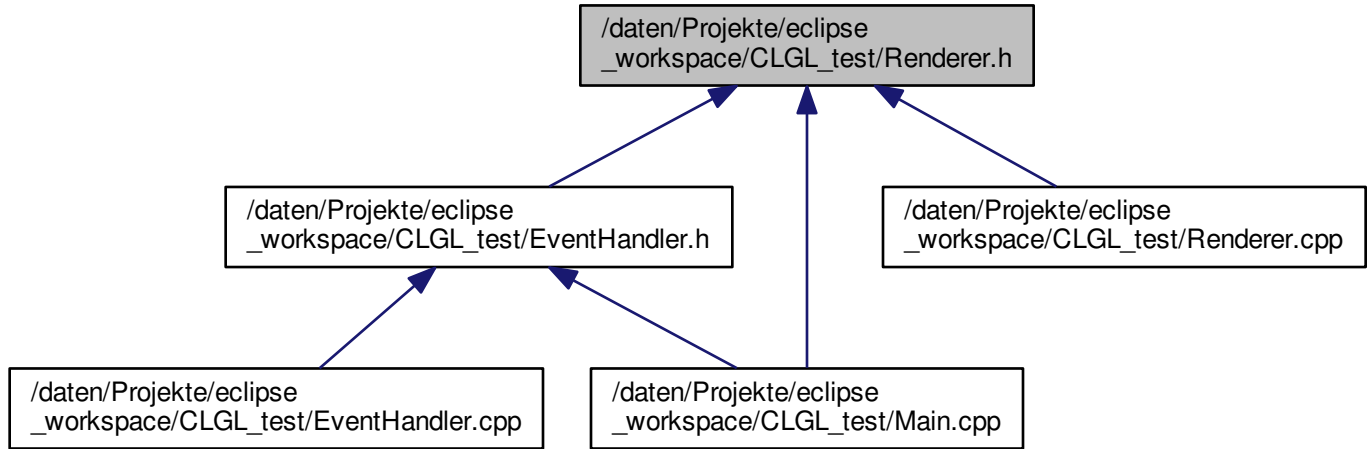 /daten/Projekte/eclipse
_workspace/CLGL_test/Renderer.h
/daten/Projekte/eclipse
_workspace/CLGL_test/EventHandler.h
/daten/Projekte/eclipse
_workspace/CLGL_test/Renderer.cpp
/daten/Projekte/eclipse
_workspace/CLGL_test/EventHandler.cpp
/daten/Projekte/eclipse
_workspace/CLGL_test/Main.cpp